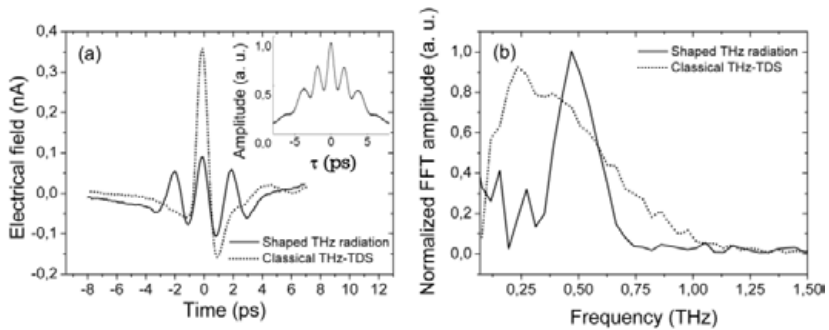 (a)
Electrical field (nA)
0,4
0,3
0,2
0,1
0,0
-0,1
-0,2
-8 -6 -4 -2 0 2 4 6 8 10 12
Time (ps)
Shaped THz radiation
Classical THz-TDS
Amplitude (a. u.)
1,0
0,5
0.0
-5 0 5
τ (ps)
(b)
Normalized FFT amplitude (a. u.)
1,0
0,8
0,6
0,4
0,2
0,0
0,25 0,50 0,75 1,00 1,25 1,50
Frequency (THz)
Shaped THz radiation
Classical THz-TDS